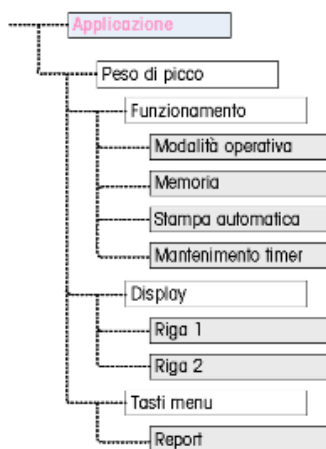 Applicazione
Peso di picco
Funzionamento
Modalità operativa
Memoria
Stampa automatica
Mantenimento timer
Display
Riga 1
Riga 2
Tasti menu
Report